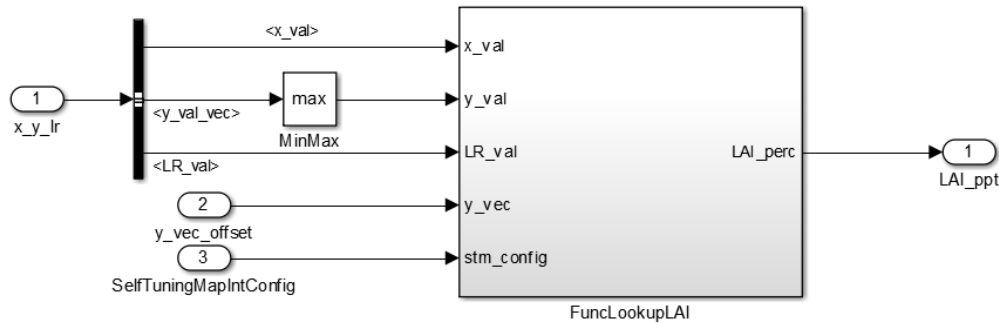 <x_val>
x_val
1
x_y_lr
<y_val_vec>
max
MinMax
y_val
<LR_val>
LR_val
LAI_perc
1
LAI_ppt
2
y_vec_offset
y_vec
3
SelfTuningMapIntConfig
stm_config
FuncLookupLAI